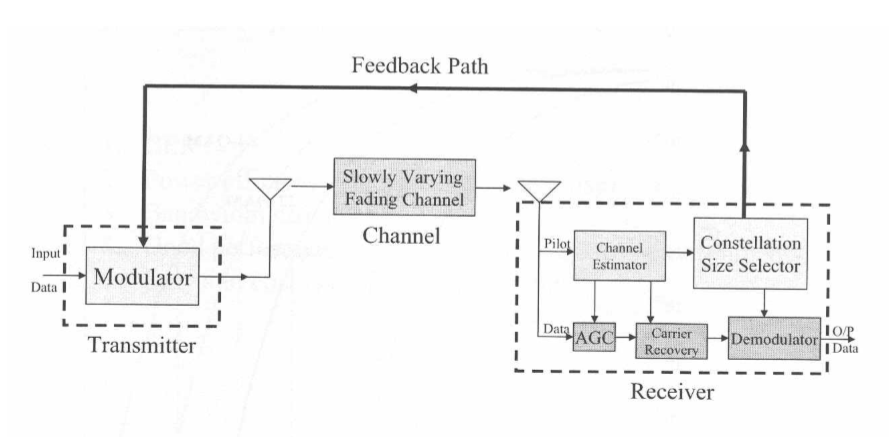 Feedback Path
Slowly Varying
Fading Channel
Channel
Input
Data
Modulator
Transmitter
Pilot
Channel
Estimator
Constellation
Size Selector
Data
AGC
Carrier
Recovery
Demodulator
O/P
Data
Receiver